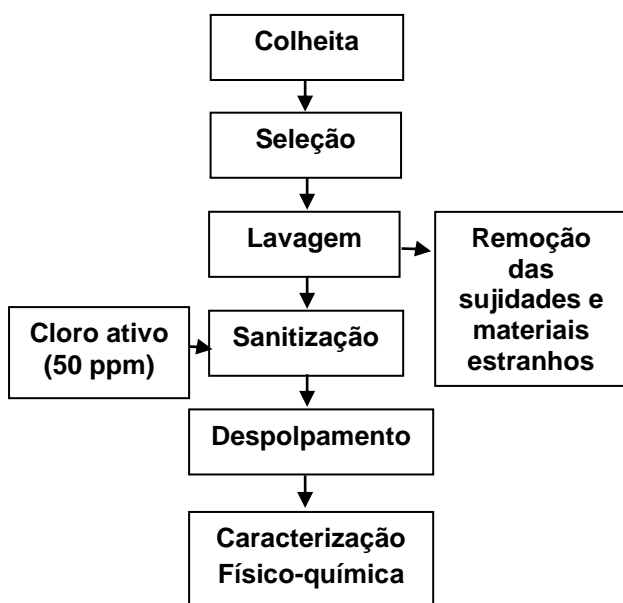 Colheita
Seleção
Lavagem
Remoção
das
sujidades e
materiais
estranhos
Cloro ativo
(50 ppm)
Sanitização
Despolpamento
Caracterização
Físico-química